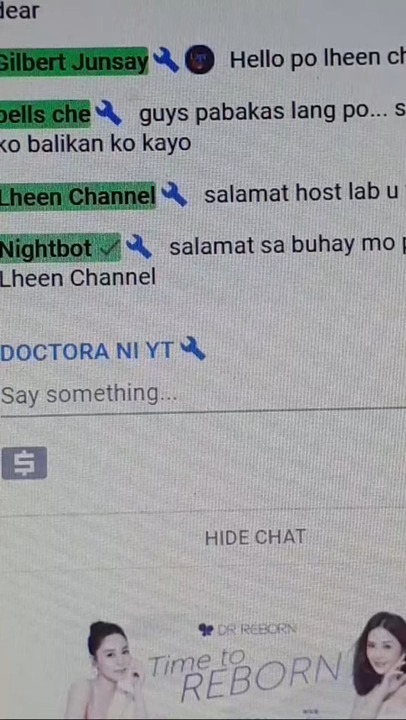 dear
Gilbert Junsay Hello po lheen ch
bells che guys pabakas lang po... s
ko balikan ko kayo
Lheen Channel salamat host lab u
Nightbot salamat sa buhay mo p
Lheen Channel
DOCTORA NI YT
Say something...
$
HIDE CHAT
DR REBORN
Time to
REBORN